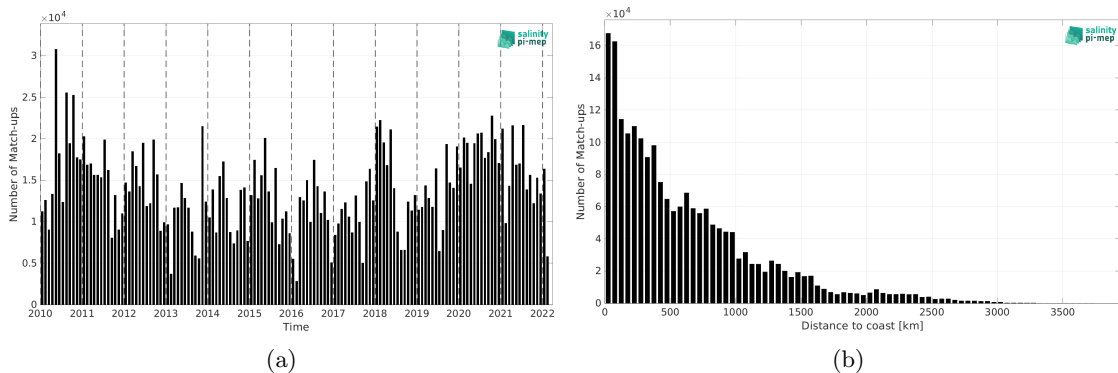 ×10⁴
3
2.5
2
1.5
1
0.5
0
Number of Match-ups
2010 2011 2012 2013 2014 2015 2016 2017 2018 2019 2020 2021 2022
Time
salinity
pi-mep
(a)
×10⁴
16
14
12
10
8
6
4
2
0
Number of Match-ups
0 500 1000 1500 2000 2500 3000 3500
Distance to coast [km]
salinity
pi-mep
(b)